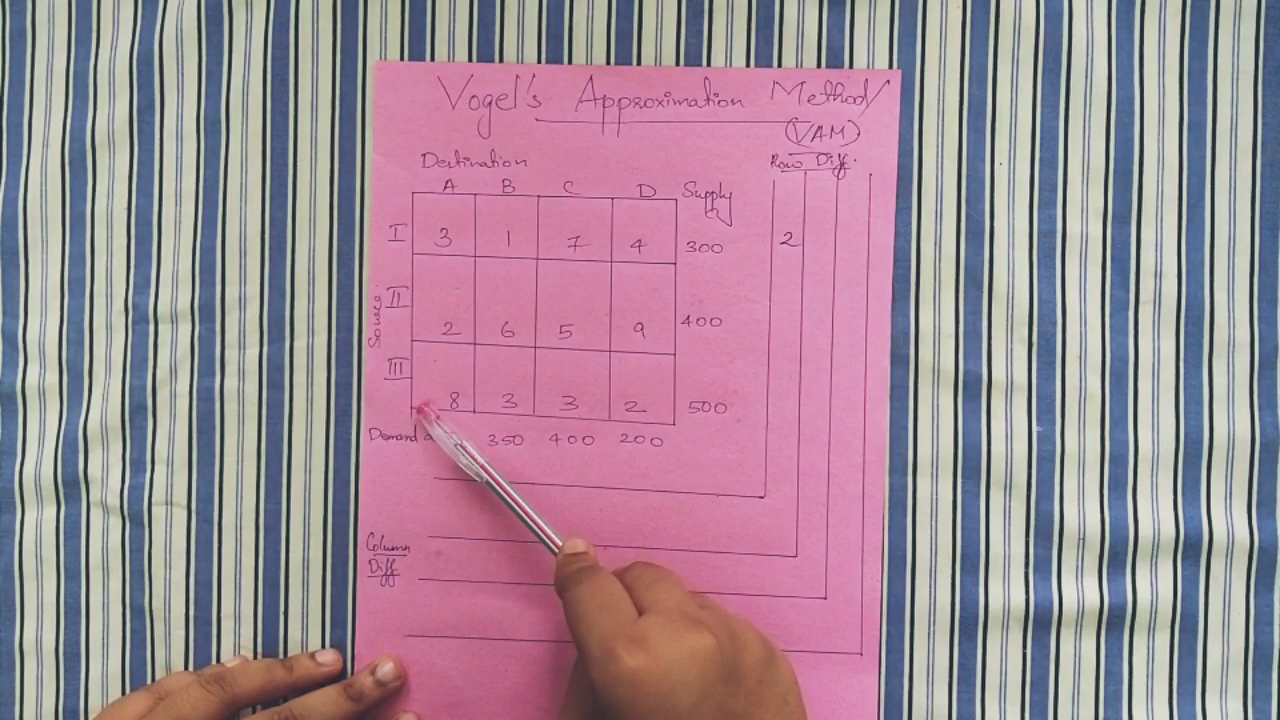 Vogel's Approximation Method
(VAM)
Destination
Row Diff.
A B C D Supply
I 3 1 7 4 300 2
II
2 6 5 9 400
Source
III
8 3 3 2 500
Demand 350 400 200
Column
Diff